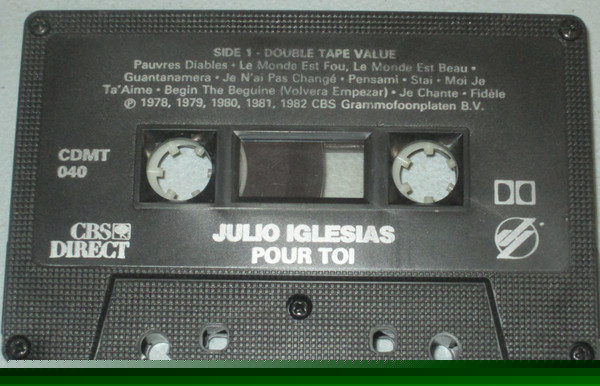 SIDE 1 - DOUBLE TAPE VALUE
Pauvres Diables • Le Monde Est Fou, Le Monde Est Beau •
Guantanamera • Je N'ai Pas Changé • Pensami • Stai • Moi Je
Ta'Aime • Begin The Beguine (Volvera Empezar) • Je Chante • Fidèle
℗ 1978, 1979, 1980, 1981, 1982 CBS Grammofoonplaten B.V.
CDMT
040
CBS
DIRECT
JULIO IGLESIAS
POUR TOI